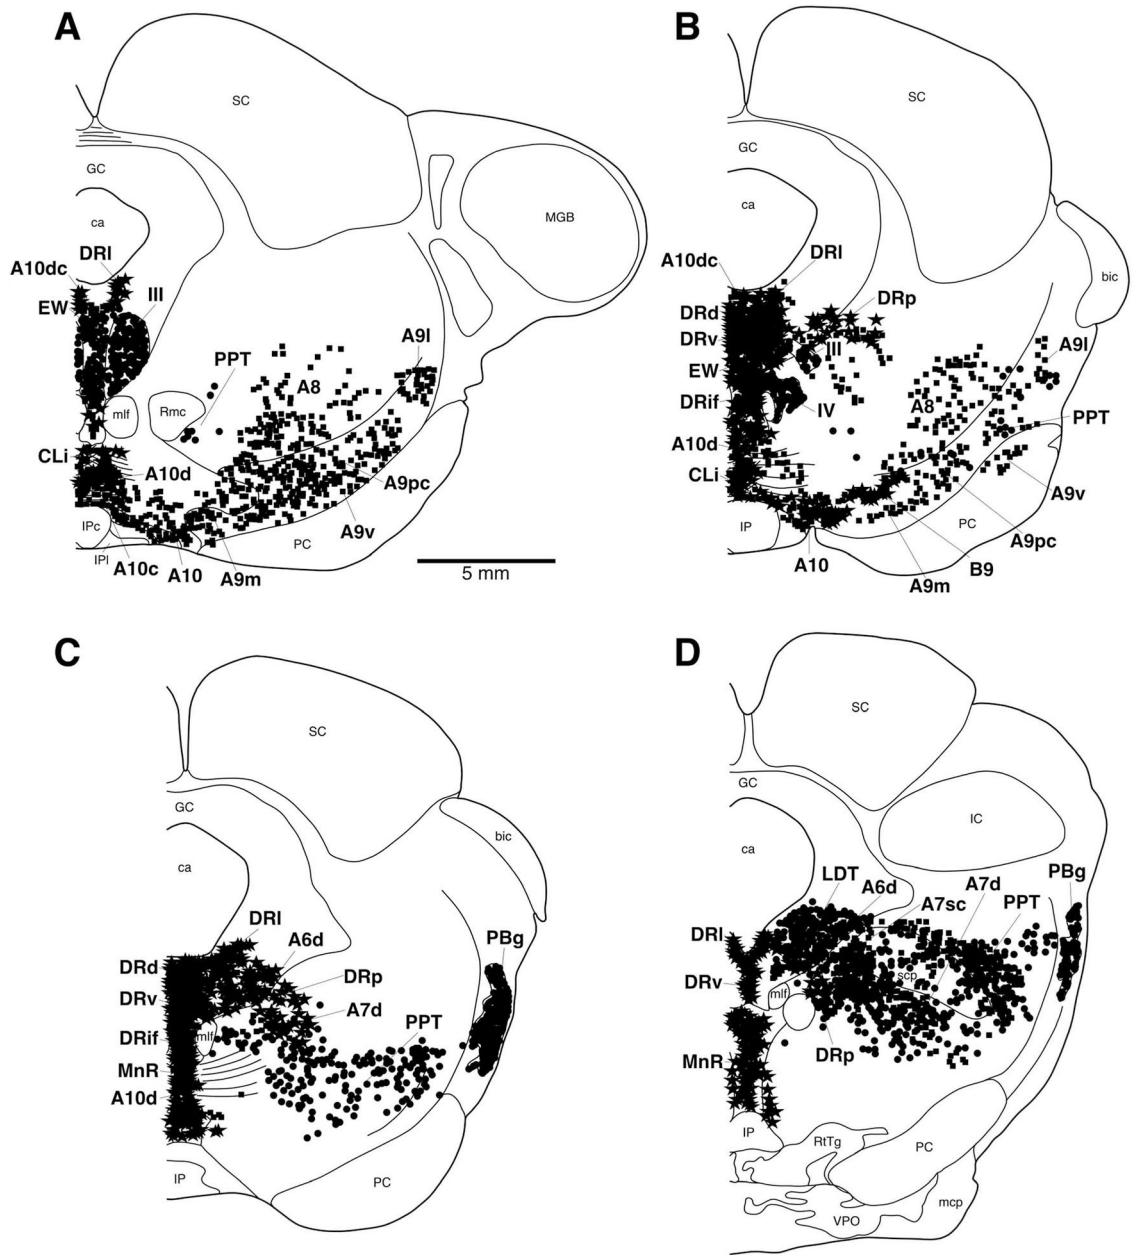 A
SC
GC
ca
MGB
DRl
A10dc
EW
III
A9l
PPT
A8
mlf
Rmc
CLi
A10d
A9pc
IPc
A9v
PC
IPl
A10c
A10
A9m
5 mm
B
SC
GC
ca
A10dc
DRl
bic
DRp
DRd
DRv
III
A9l
EW
DRif
IV
A8
PPT
A10d
CLi
A9v
IP
PC
A9pc
A10
B9
A9m
C
SC
GC
bic
ca
DRl
A6d
PBg
DRd
DRp
DRv
A7d
PPT
DRif
mlf
MnR
A10d
IP
PC
D
SC
GC
IC
ca
LDT
A6d
A7d
PBg
A7sc
PPT
DRl
scp
DRv
mlf
DRp
MnR
IP
RtTg
PC
mcp
VPO